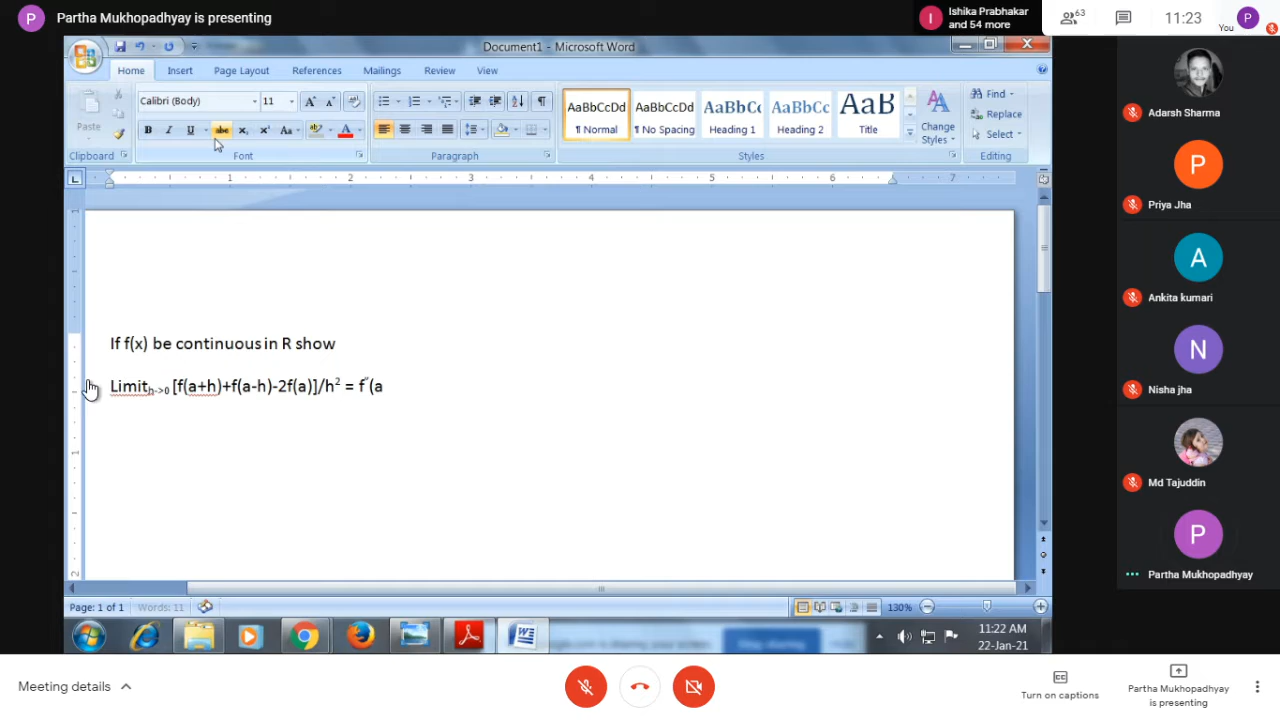 Partha Mukhopadhyay is presenting
Ishika Prabhakar
and 54 more
63
11:23
You
P
Document1 - Microsoft Word
Home Insert Page Layout References Mailings Review View
Paste
Clipboard
Calibri (Body) 11
Font
Paragraph
AaBbCcDd AaBbCcDd AaBbCc AaBbCc AaB
¶ Normal ¶ No Spacing Heading 1 Heading 2 Title
Change
Styles
Styles
Find
Replace
Select
Editing
If f(x) be continuous in R show
Limit h->0 [f(a+h)+f(a-h)-2f(a)]/h² = f″(a
Page: 1 of 1 Words: 11 130%
11:22 AM
22-Jan-21
Adarsh Sharma
P
Priya Jha
A
Ankita kumari
N
Nisha jha
Md Tajuddin
P
Partha Mukhopadhyay
Meeting details
Turn on captions
Partha Mukhopadhyay
is presenting